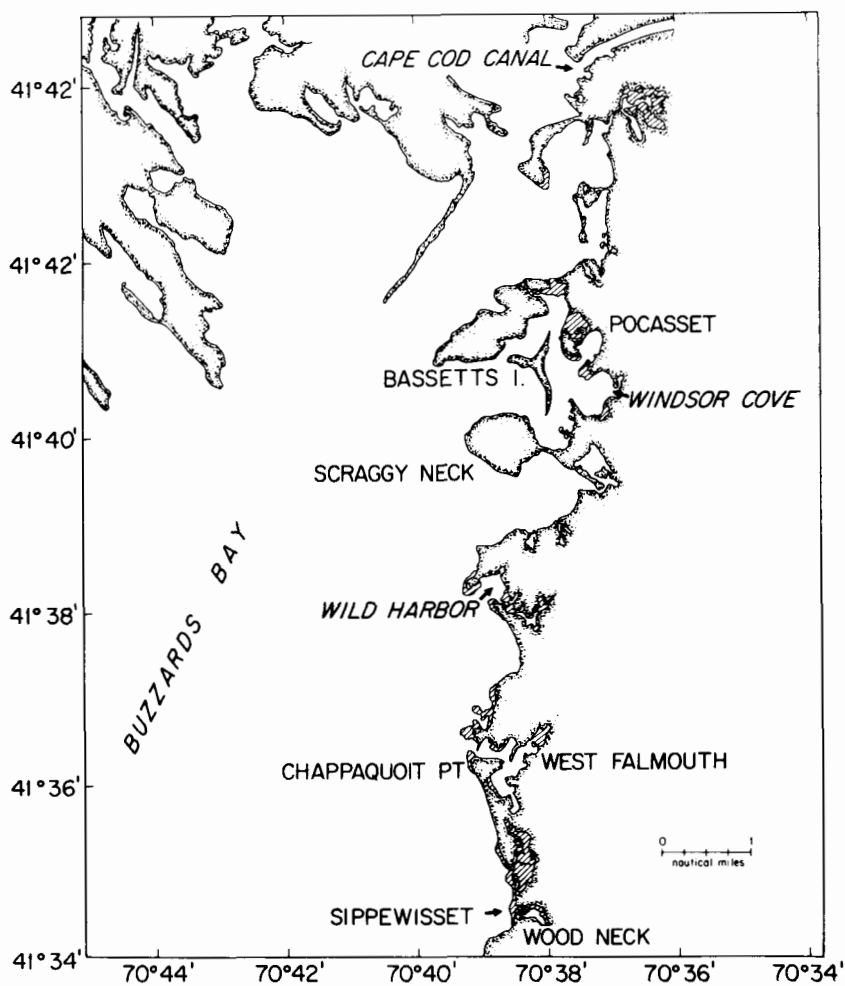 CAPE COD CANAL
41°42'
41°42'
POCASSET
BASSETTS I.
WINDSOR COVE
41°40'
SCRAGGY NECK
BUZZARDS BAY
WILD HARBOR
41°38'
CHAPPAQUOIT PT
WEST FALMOUTH
41°36'
0 1
nautical miles
SIPPEWISSET
WOOD NECK
41°34'
70°44' 70°42' 70°40' 70°38' 70°36' 70°34'